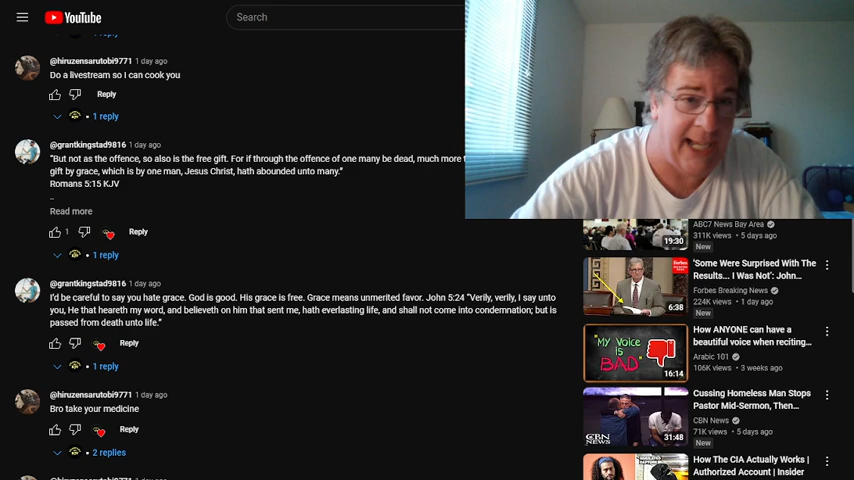 YouTube
Search
1 reply
@hiruzensarutobi9771 1 day ago
Do a livestream so I can cook you
Reply
• 1 reply
@grantkingstad9816 1 day ago
"But not as the offence, so also is the free gift. For if through the offence of one many be dead, much more
gift by grace, which is by one man, Jesus Christ, hath abounded unto many."
Romans 5:15 KJV
..
Read more
1
Reply
• 1 reply
@grantkingstad9816 1 day ago
I'd be careful to say you hate grace. God is good. His grace is free. Grace means unmerited favor. John 5:24 "Verily, verily, I say unto
you, He that heareth my word, and believeth on him that sent me, hath everlasting life, and shall not come into condemnation; but is
passed from death unto life."
Reply
• 1 reply
@hiruzensarutobi9771 1 day ago
Bro take your medicine
Reply
• 2 replies
ABC7 News Bay Area
311K views • 5 days ago
New
19:30
'Some Were Surprised With The
Results... I Was Not': John...
Forbes Breaking News
224K views • 1 day ago
New
Forbes
6:38
How ANYONE can have a
beautiful voice when reciting...
Arabic 101
106K views • 3 weeks ago
"MY VOICE
IS
BAD"
16:14
Cussing Homeless Man Stops
Pastor Mid-Sermon, Then...
CBN News
71K views • 5 days ago
New
CBN
NEWS
31:48
How The CIA Actually Works |
Authorized Account | Insider